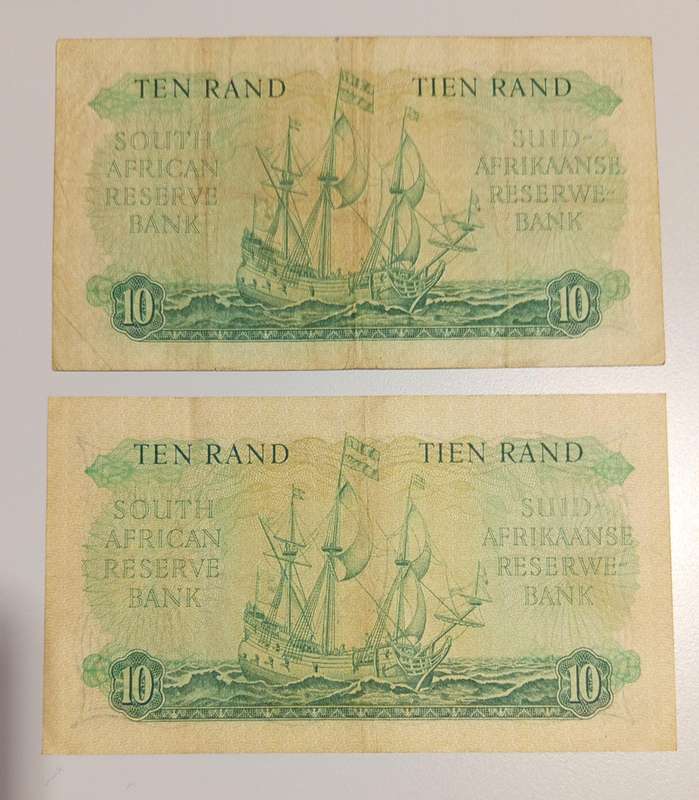 TEN RAND TIEN RAND
SOUTH
AFRICAN
RESERVE
BANK
SUID-
AFRIKAANSE
RESERWE-
BANK
10 10
TEN RAND TIEN RAND
SOUTH
AFRICAN
RESERVE
BANK
SUID-
AFRIKAANSE
RESERWE-
BANK
10 10